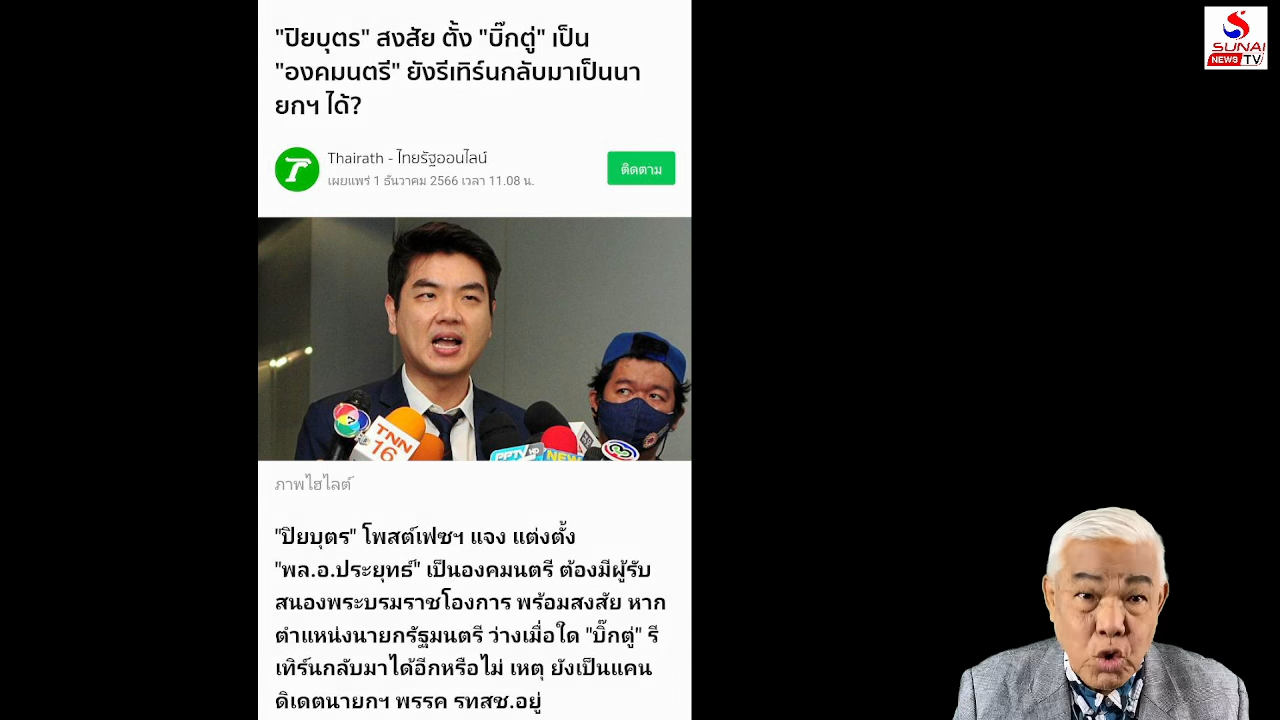 "ปิยบุตร" สงสัย ตั้ง "บิ๊กตู่" เป็น
"องคมนตรี" ยังรีเทิร์นกลับมาเป็นนา
ยกฯ ได้?
Thairath - ไทยรัฐออนไลน์
เผยแพร่ 1 ธันวาคม 2566 เวลา 11.08 น.
ติดตาม
SUNAI
NEWS TV
7
TNN
16
PPTV
HD
NEW
3
ภาพไฮไลต์
"ปิยบุตร" โพสต์เฟซฯ แจง แต่งตั้ง
"พล.อ.ประยุทธ์" เป็นองคมนตรี ต้องมีผู้รับ
สนองพระบรมราชโองการ พร้อมสงสัย หาก
ตำแหน่งนายกรัฐมนตรี ว่างเมื่อใด "บิ๊กตู่" รี
เทิร์นกลับมาได้อีกหรือไม่ เหตุ ยังเป็นแคน
ดิเดตนายกฯ พรรค รทสช.อยู่